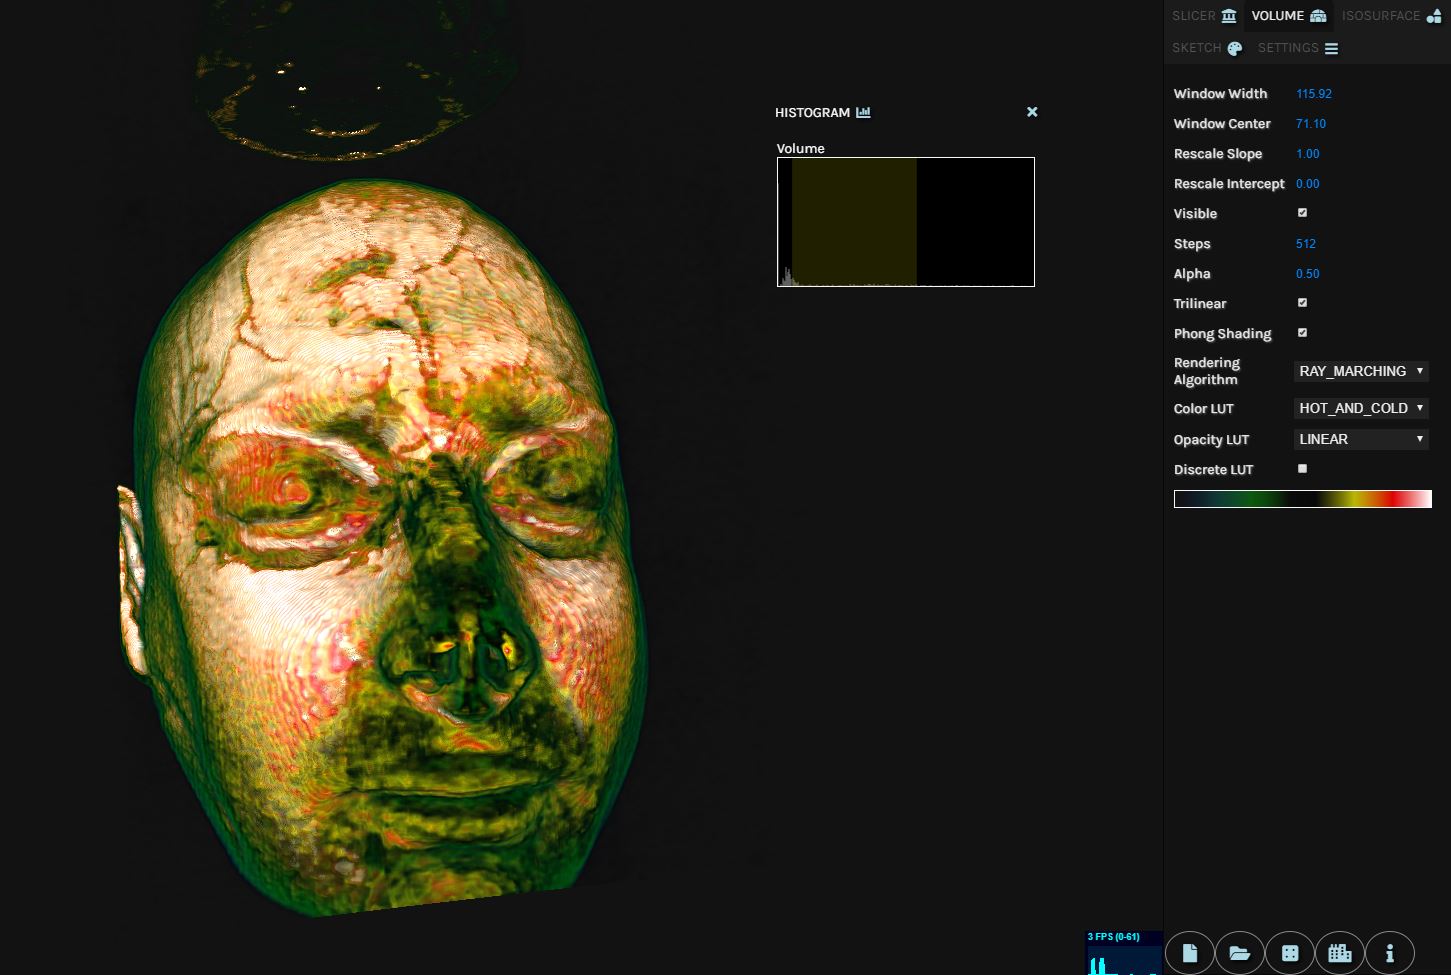 SLICER VOLUME ISOSURFACE
SKETCH SETTINGS
HISTOGRAM
Volume
Window Width 115.92
Window Center 71.10
Rescale Slope 1.00
Rescale Intercept 0.00
Visible
Steps 512
Alpha 0.50
Trilinear
Phong Shading
Rendering
Algorithm RAY_MARCHING
Color LUT HOT_AND_COLD
Opacity LUT LINEAR
Discrete LUT
3 FPS (0-61)